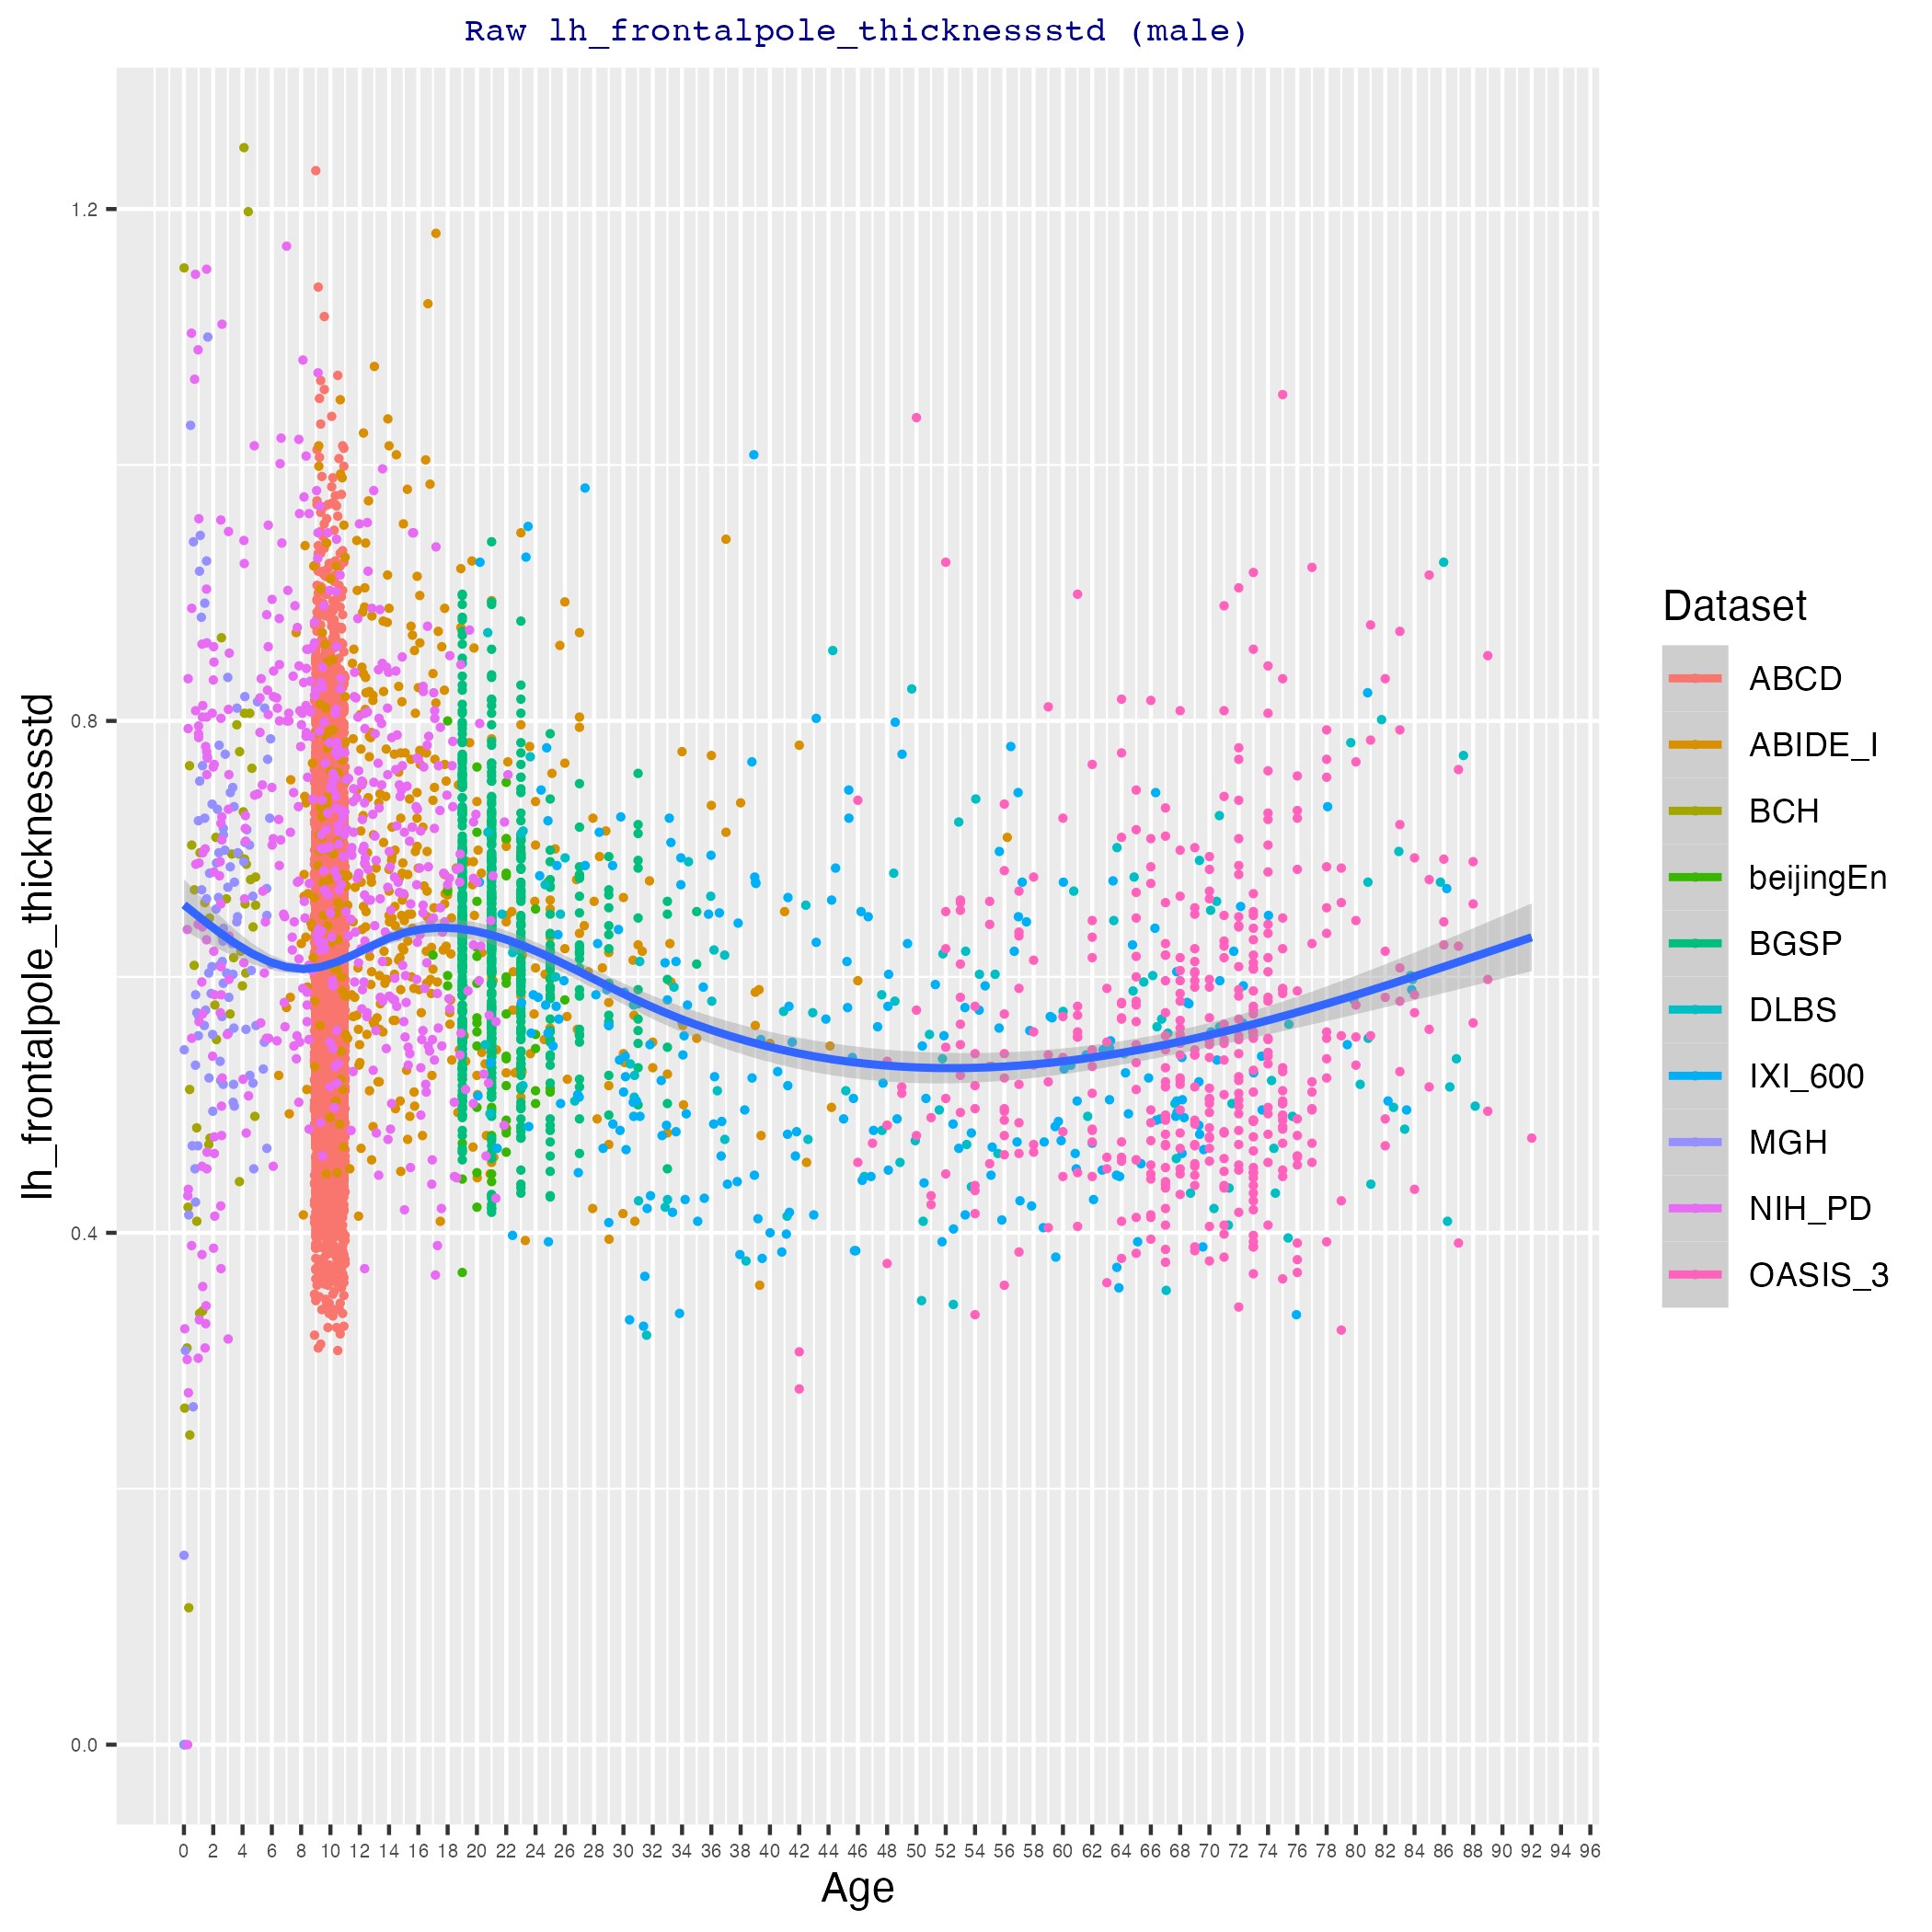 Raw lh_frontalpole_thicknessstd (male)
lh_frontalpole_thicknessstd
1.2
0.8
0.4
0.0
0 2 4 6 8 10 12 14 16 18 20 22 24 26 28 30 32 34 36 38 40 42 44 46 48 50 52 54 56 58 60 62 64 66 68 70 72 74 76 78 80 82 84 86 88 90 92 94 96
Age
Dataset
ABCD
ABIDE_I
BCH
beijingEn
BGSP
DLBS
IXI_600
MGH
NIH_PD
OASIS_3